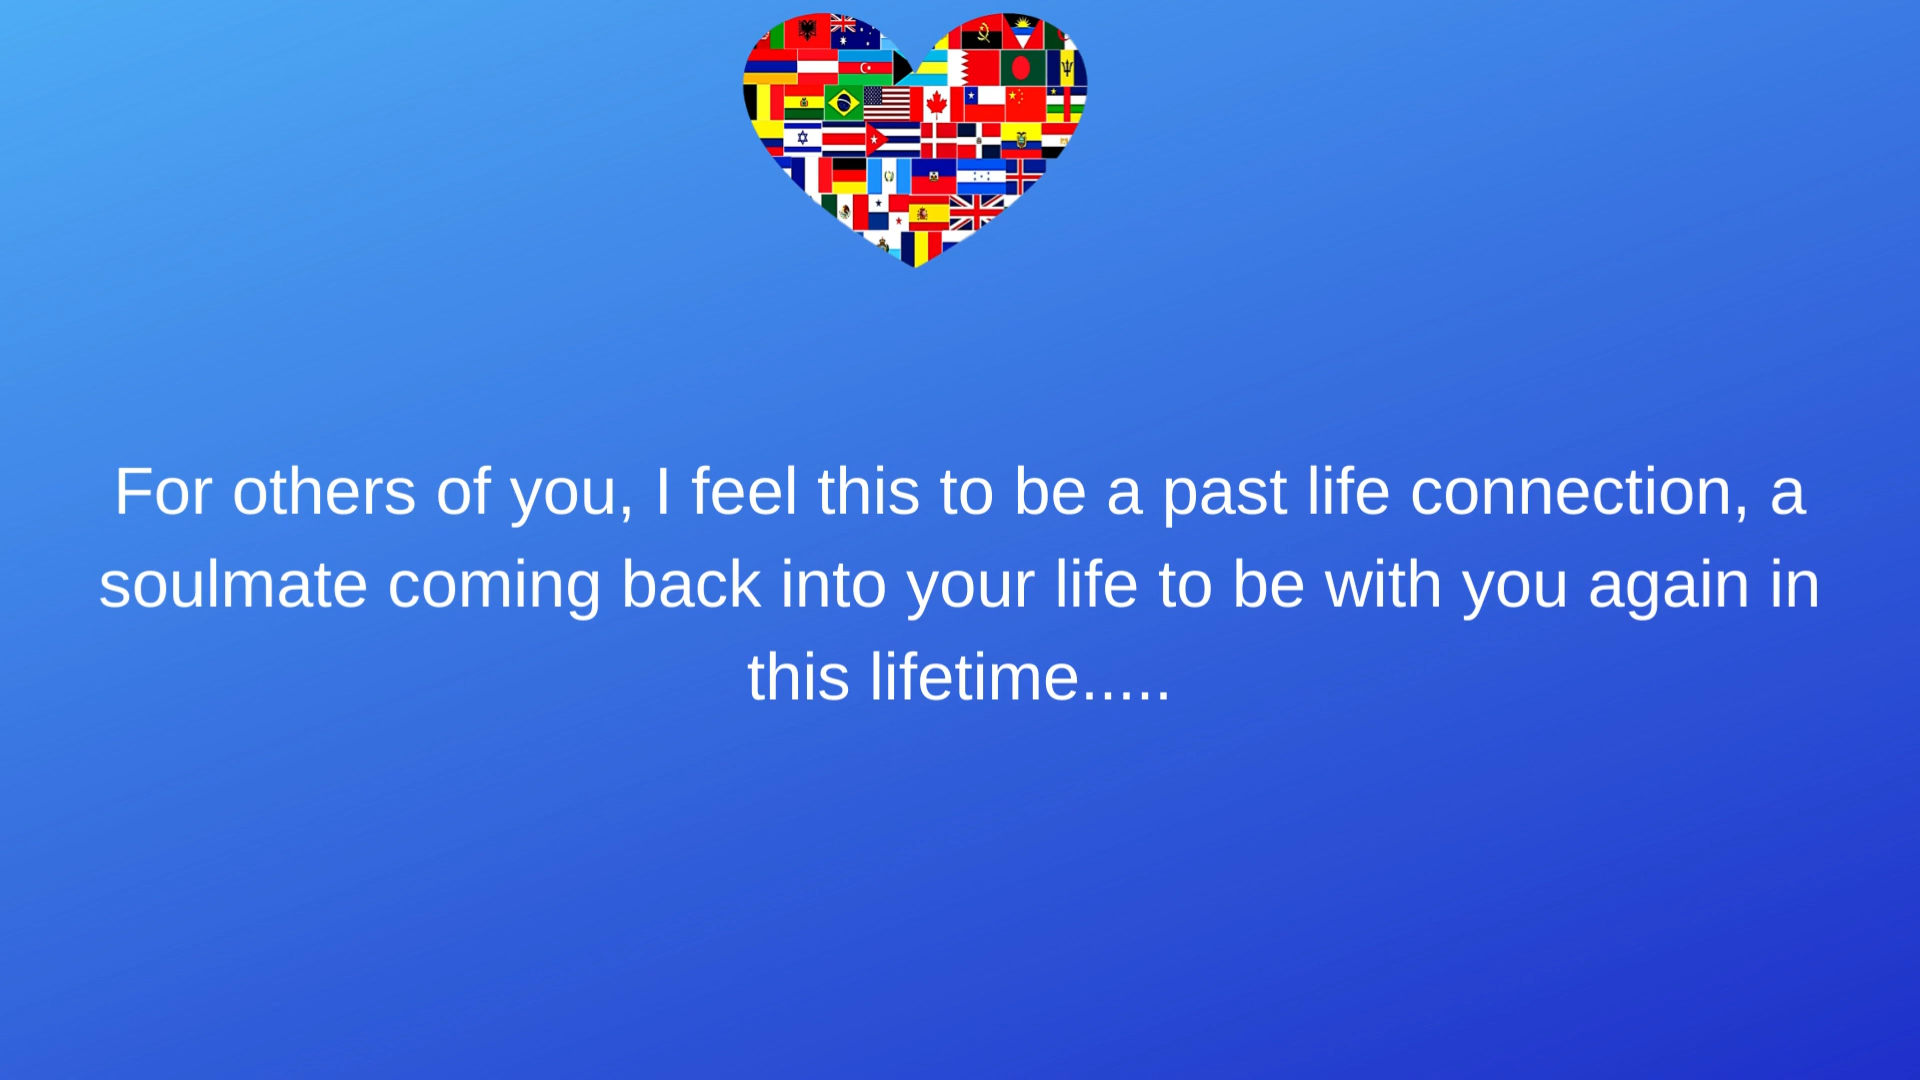 For others of you, I feel this to be a past life connection, a
soulmate coming back into your life to be with you again in
this lifetime.....